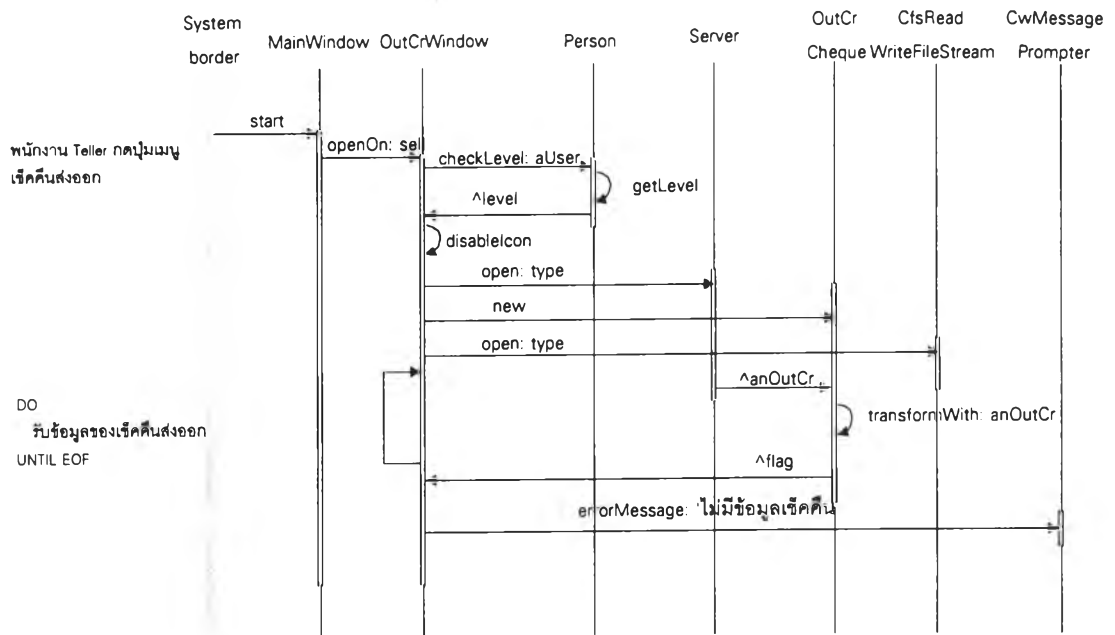 System border
MainWindow
OutCrWindow
Person
Server
OutCr Cheque
CfsRead WriteFileStream
CwMessage Prompter
start
พนักงาน Teller กดปุ่มเมนู
เช็คคืนส่งออก
openOn: sel
checkLevel: aUser
getLevel
^level
disableIcon
open: type
new
open: type
^anOutCr
transformWith: anOutCr
DO
รับข้อมูลของเช็คคืนส่งออก
UNTIL EOF
^flag
errorMessage: 'ไม่มีข้อมูลเช็คคืน